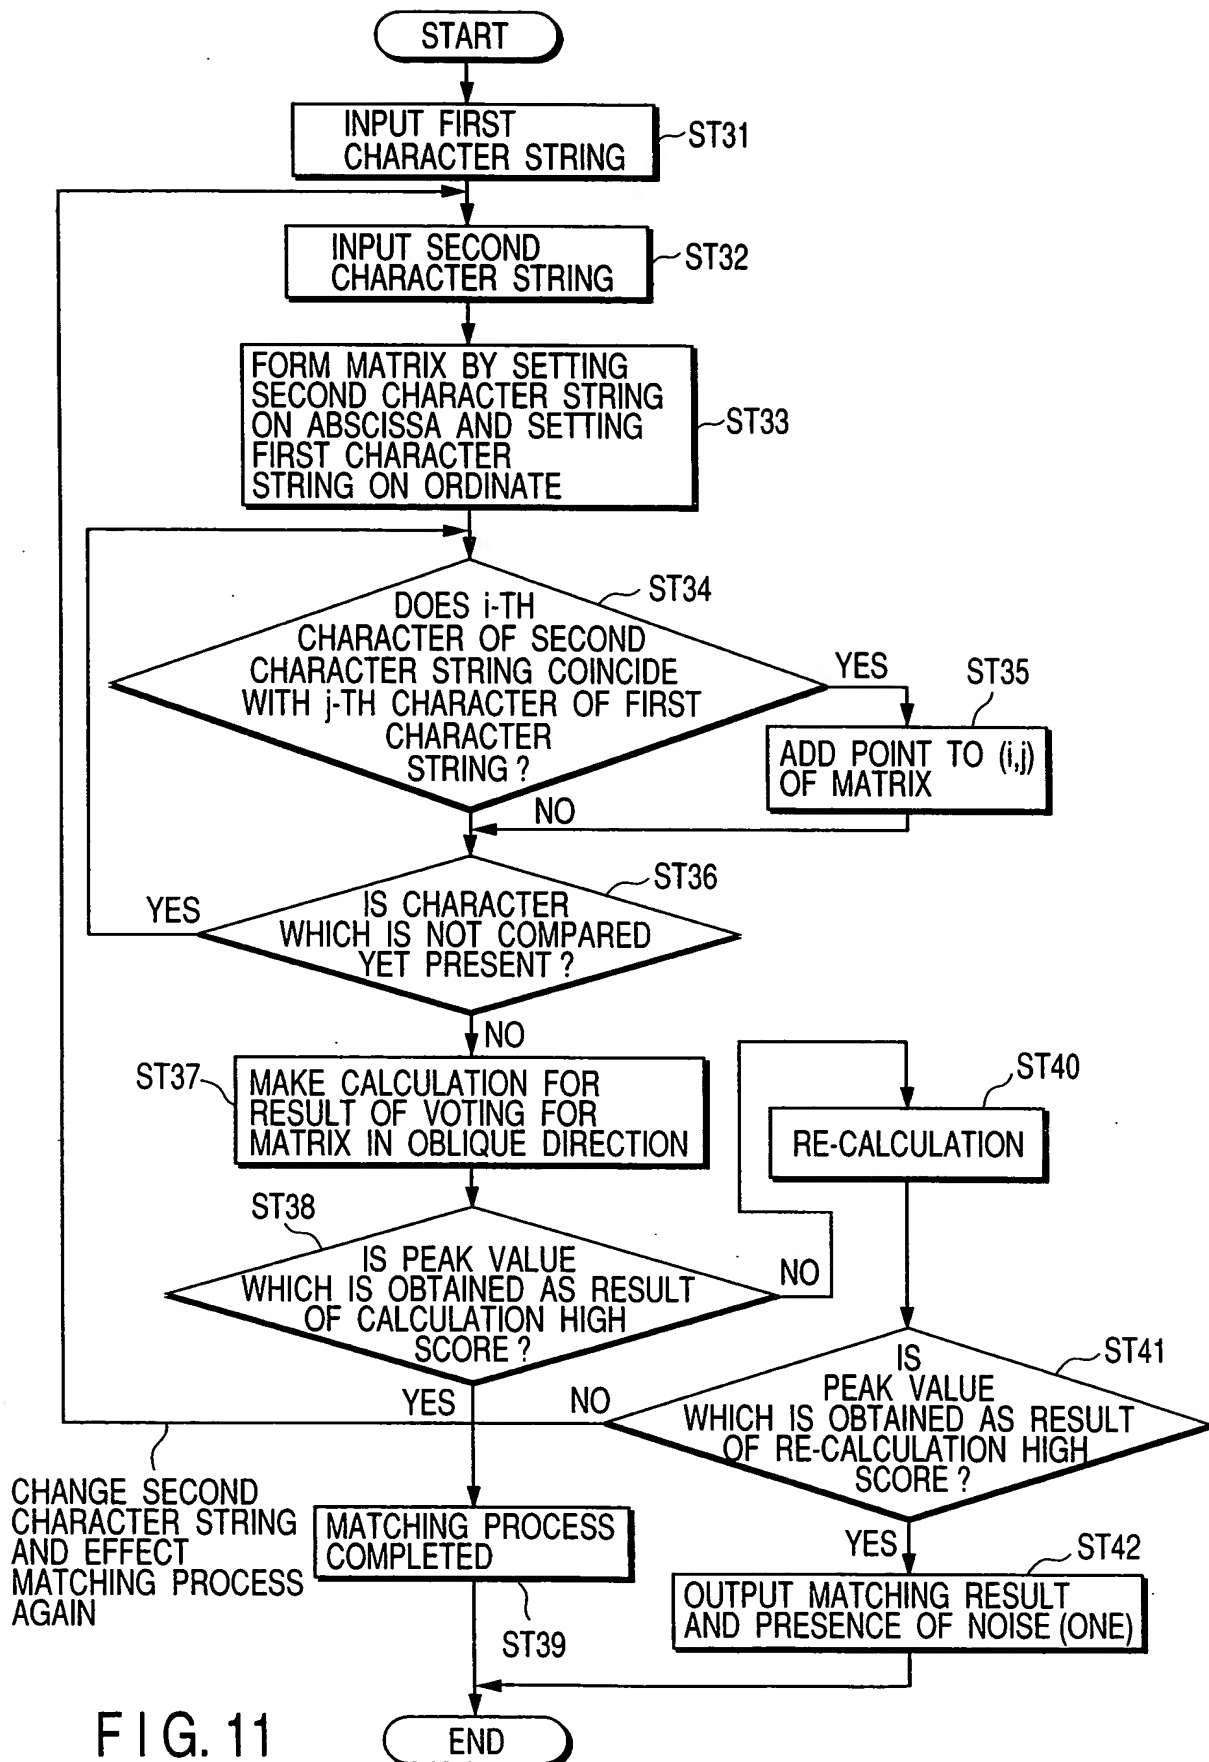 START
INPUT FIRST
CHARACTER STRING
ST31
INPUT SECOND
CHARACTER STRING
ST32
FORM MATRIX BY SETTING
SECOND CHARACTER STRING
ON ABSCISSA AND SETTING
FIRST CHARACTER
STRING ON ORDINATE
ST33
ST34
DOES i-TH
CHARACTER OF SECOND
CHARACTER STRING COINCIDE
WITH j-TH CHARACTER OF FIRST
CHARACTER
STRING ?
YES
ST35
ADD POINT TO (i,j)
OF MATRIX
NO
ST36
IS CHARACTER
WHICH IS NOT COMPARED
YET PRESENT ?
YES
NO
ST37
MAKE CALCULATION FOR
RESULT OF VOTING FOR
MATRIX IN OBLIQUE DIRECTION
ST40
RE-CALCULATION
ST38
IS PEAK VALUE
WHICH IS OBTAINED AS RESULT
OF CALCULATION HIGH
SCORE ?
NO
YES
ST41
IS
PEAK VALUE
WHICH IS OBTAINED AS RESULT
OF RE-CALCULATION HIGH
SCORE ?
NO
YES
CHANGE SECOND
CHARACTER STRING
AND EFFECT
MATCHING PROCESS
AGAIN
MATCHING PROCESS
COMPLETED
ST39
ST42
OUTPUT MATCHING RESULT
AND PRESENCE OF NOISE (ONE)
END
FIG. 11